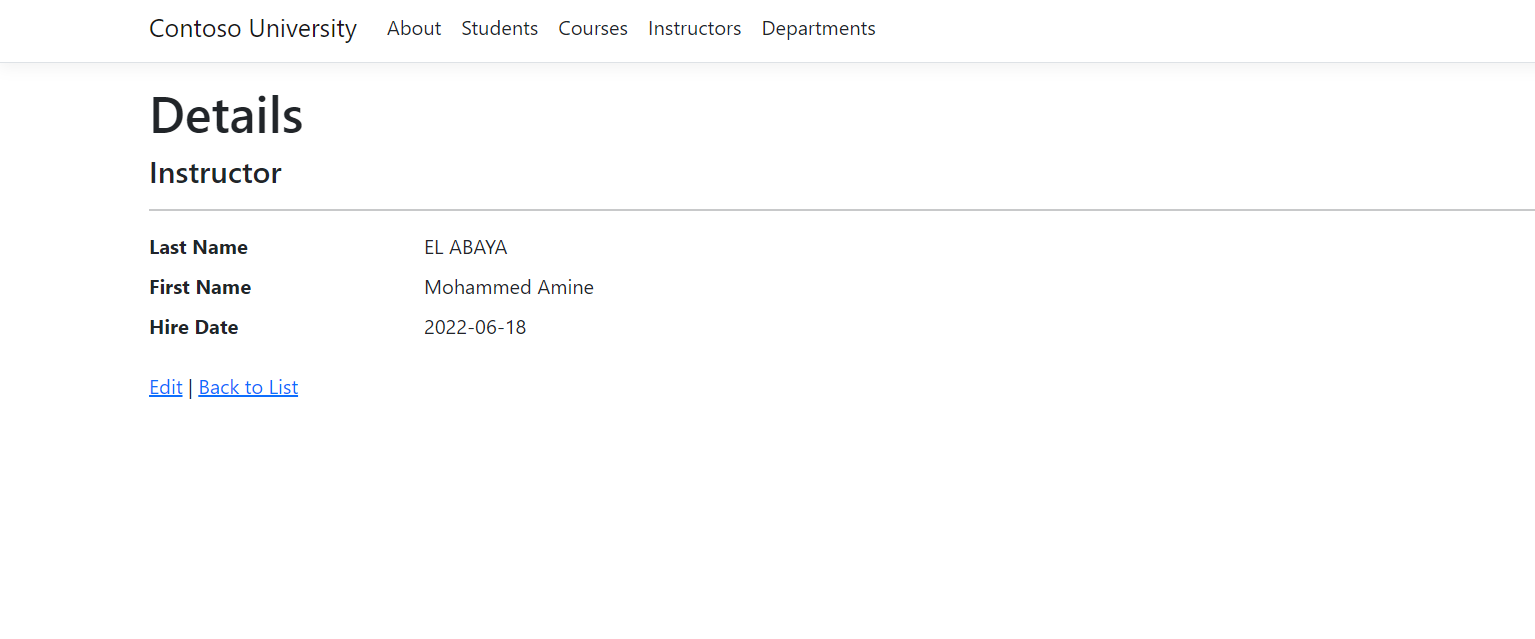 Contoso University About Students Courses Instructors Departments
Details
Instructor
Last Name EL ABAYA
First Name Mohammed Amine
Hire Date 2022-06-18
Edit | Back to List